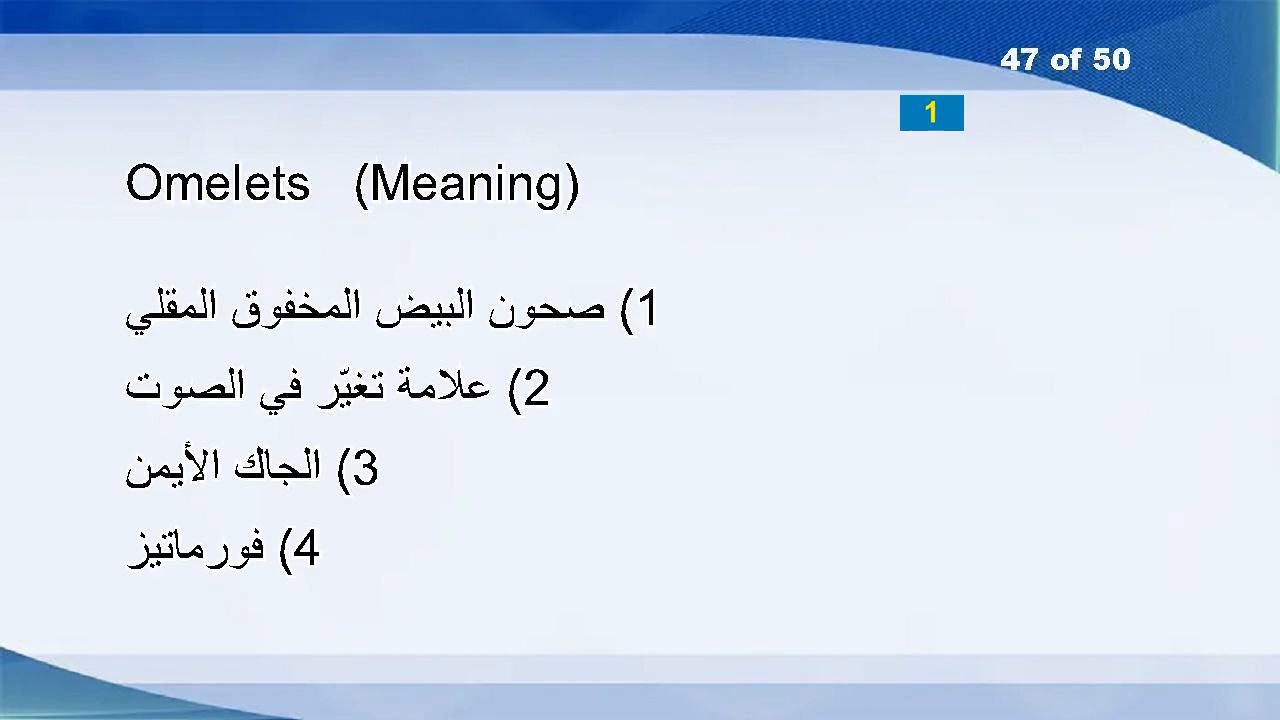 47 of 50
1
Omelets (Meaning)
1) صحون البيض المخفوق المقلي
2) علامة تغيّر في الصوت
3) الجاك الأيمن
4) فورماتيز